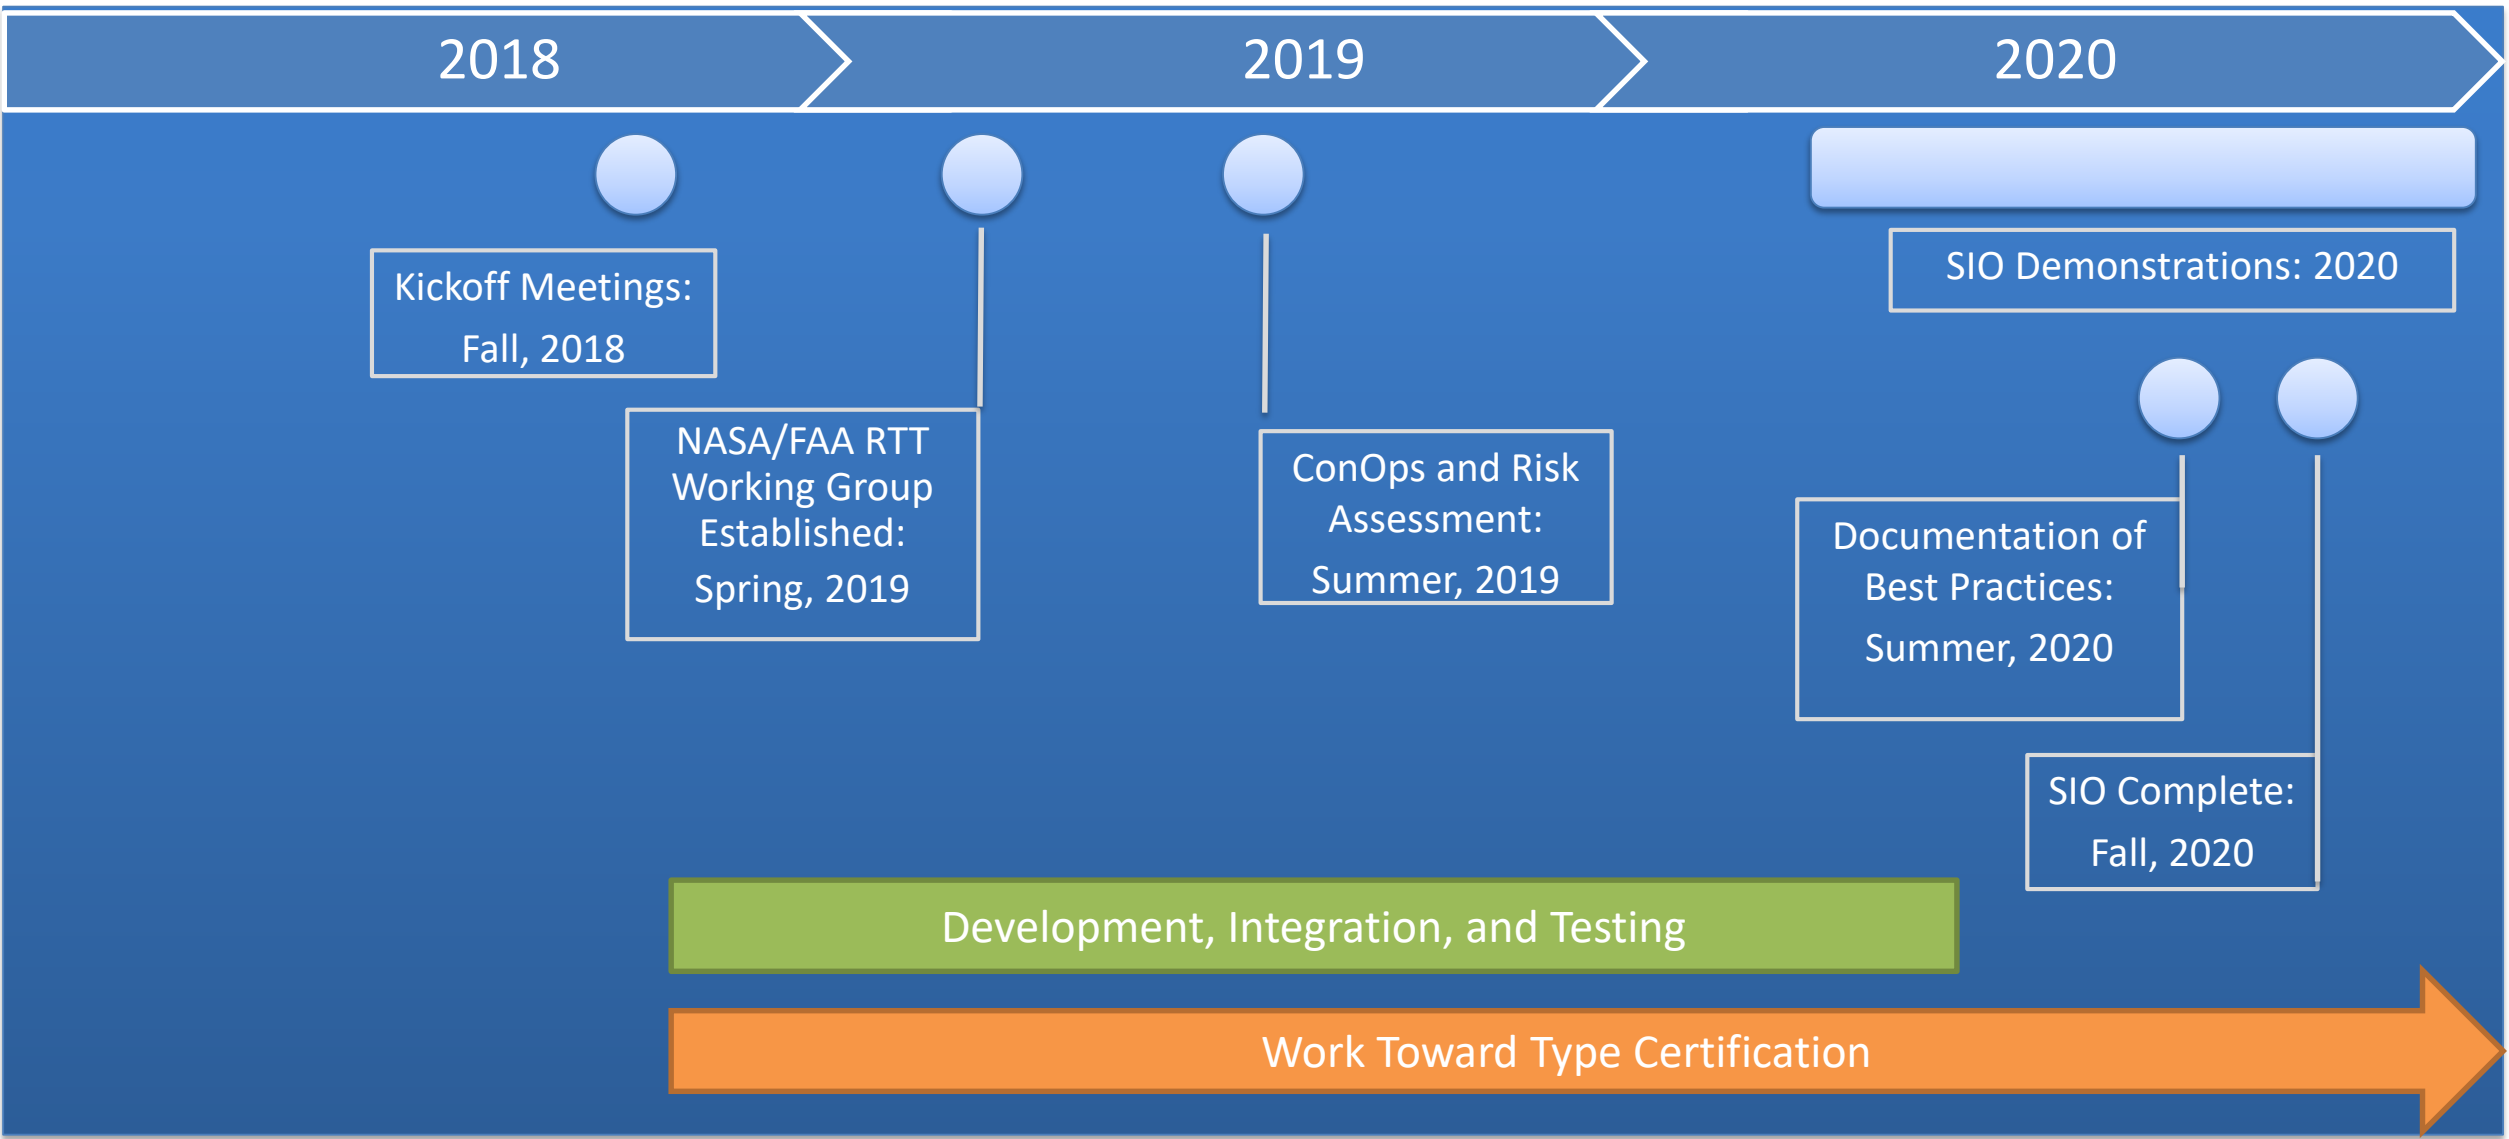 2018
2019
2020
Kickoff Meetings:
Fall, 2018
NASA/FAA RTT
Working Group
Established:
Spring, 2019
ConOps and Risk
Assessment:
Summer, 2019
SIO Demonstrations: 2020
Documentation of
Best Practices:
Summer, 2020
SIO Complete:
Fall, 2020
Development, Integration, and Testing
Work Toward Type Certification